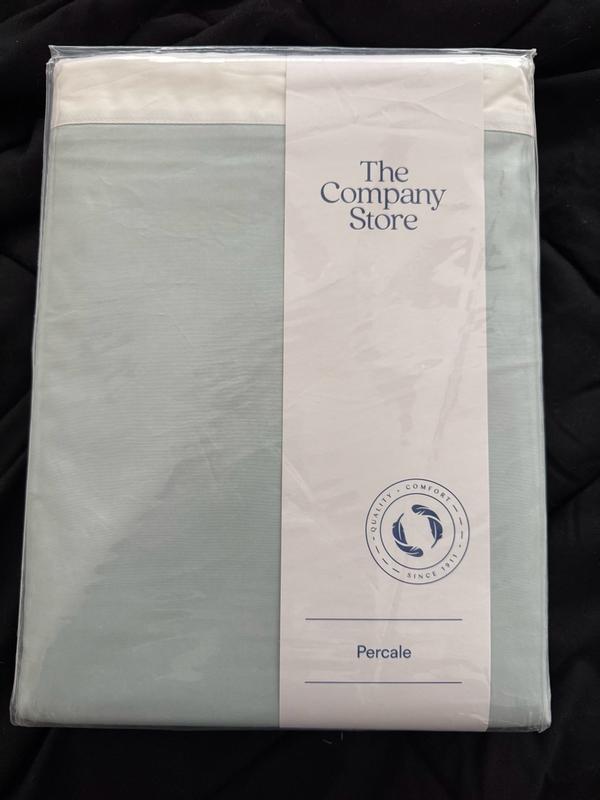 The
Company
Store
QUALITY - COMFORT
SINCE 1911
Percale